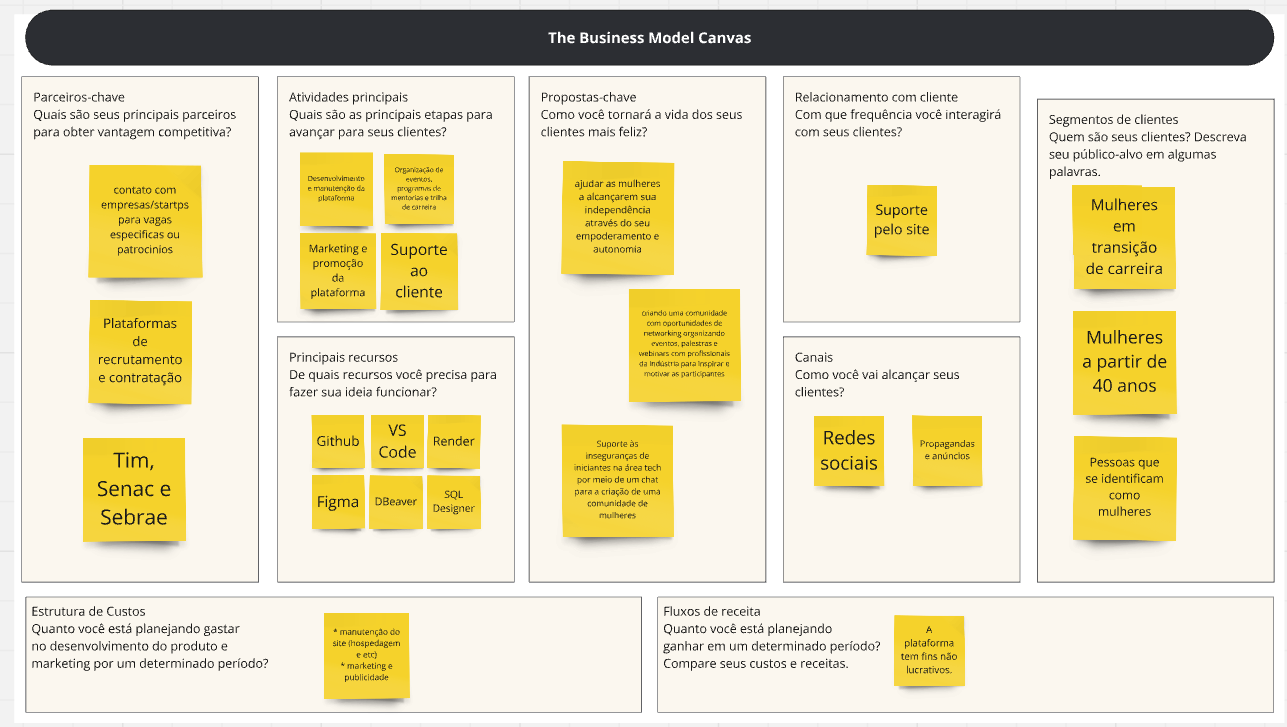 The Business Model Canvas
Parceiros-chave
Quais são seus principais parceiros
para obter vantagem competitiva?
contato com
empresas/startps
para vagas
especificas ou
patrocinios
Plataformas
de
recrutamento
e contratação
Tim,
Senac e
Sebrae
Atividades principais
Quais são as principais etapas para
avançar para seus clientes?
Desenvolvimento
e manutenção da
plataforma
Organização de
eventos,
programas de
mentorias e trilha
de carreira
Marketing e
promoção
da
plataforma
Suporte
ao
cliente
Principais recursos
De quais recursos você precisa para
fazer sua ideia funcionar?
Github
VS
Code
Render
Figma
DBeaver
SQL
Designer
Propostas-chave
Como você tornará a vida dos seus
clientes mais feliz?
ajudar as mulheres
a alcançarem sua
independência
através do seu
empoderamento e
autonomia
criando uma comunidade
com oportunidades de
networking organizando
eventos, palestras e
webinars com profissionais
da indústria para inspirar e
motivar as participantes
Suporte às
inseguranças de
iniciantes na área tech
por meio de um chat
para a criação de uma
comunidade de
mulheres
Relacionamento com cliente
Com que frequência você interagirá
com seus clientes?
Suporte
pelo site
Canais
Como você vai alcançar seus
clientes?
Redes
sociais
Propagandas
e anúncios
Segmentos de clientes
Quem são seus clientes? Descreva
seu público-alvo em algumas
palavras.
Mulheres
em
transição
de carreira
Mulheres
a partir de
40 anos
Pessoas que
se identificam
como
mulheres
Estrutura de Custos
Quanto você está planejando gastar
no desenvolvimento do produto e
marketing por um determinado período?
* manutenção do
site (hospedagem
e etc)
* marketing e
publicidade
Fluxos de receita
Quanto você está planejando
ganhar em um determinado período?
Compare seus custos e receitas.
A
plataforma
tem fins não
lucrativos.